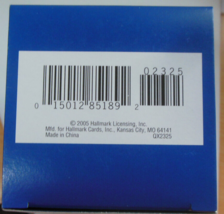 02325
0 15012 85189 2
© 2005 Hallmark Licensing, Inc.
Mfd. for Hallmark Cards, Inc., Kansas City, MO 64141
Made in China QX2325